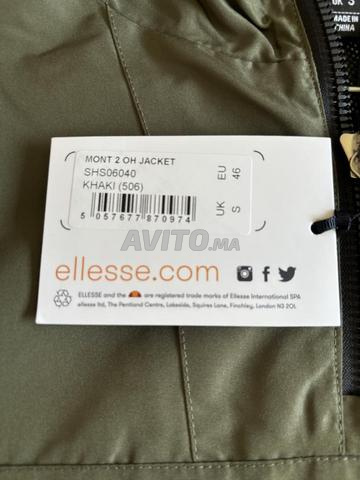 UK S
MADE IN
CHINA
MONT 2 OH JACKET
SHS06040
KHAKI (506)
5 057677 870974
EU 46
UK S
AVITO.ma
ellesse.com
ELLESSE and the are registered trade marks of Ellesse International SPA
ellesse ltd, The Pentland Centre, Lakeside, Squires Lane, Finchley, London N3 2QL